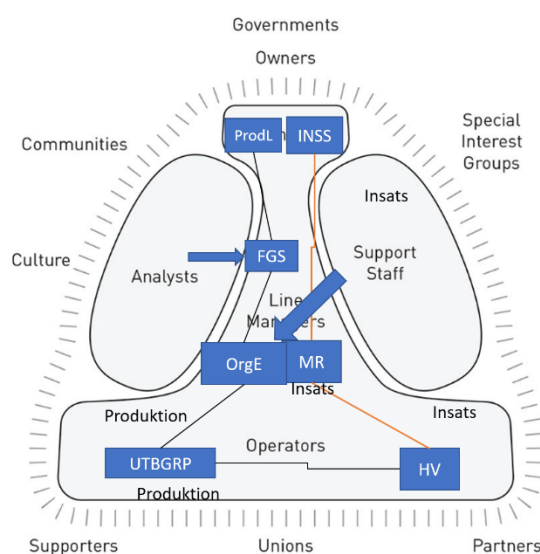 Governments
Owners
ProdL
INSS
Communities
Special
Interest
Groups
Insats
Culture
Analysts
FGS
Support
Staff
Line
Managers
OrgE
MR
Insats
Produktion
Insats
Operators
UTBGRP
HV
Produktion
Supporters
Unions
Partners